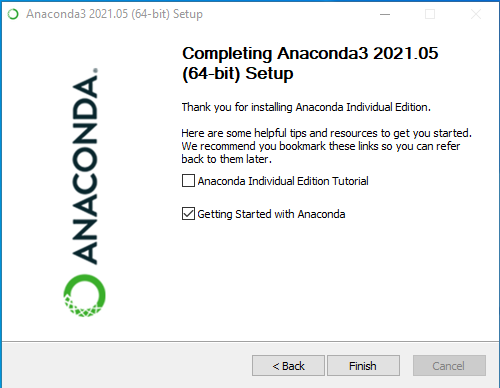 Anaconda3 2021.05 (64-bit) Setup
Completing Anaconda3 2021.05
(64-bit) Setup
Thank you for installing Anaconda Individual Edition.
Here are some helpful tips and resources to get you started.
We recommend you bookmark these links so you can refer
back to them later.
Anaconda Individual Edition Tutorial
Getting Started with Anaconda
ANACONDA.
< Back
Finish
Cancel